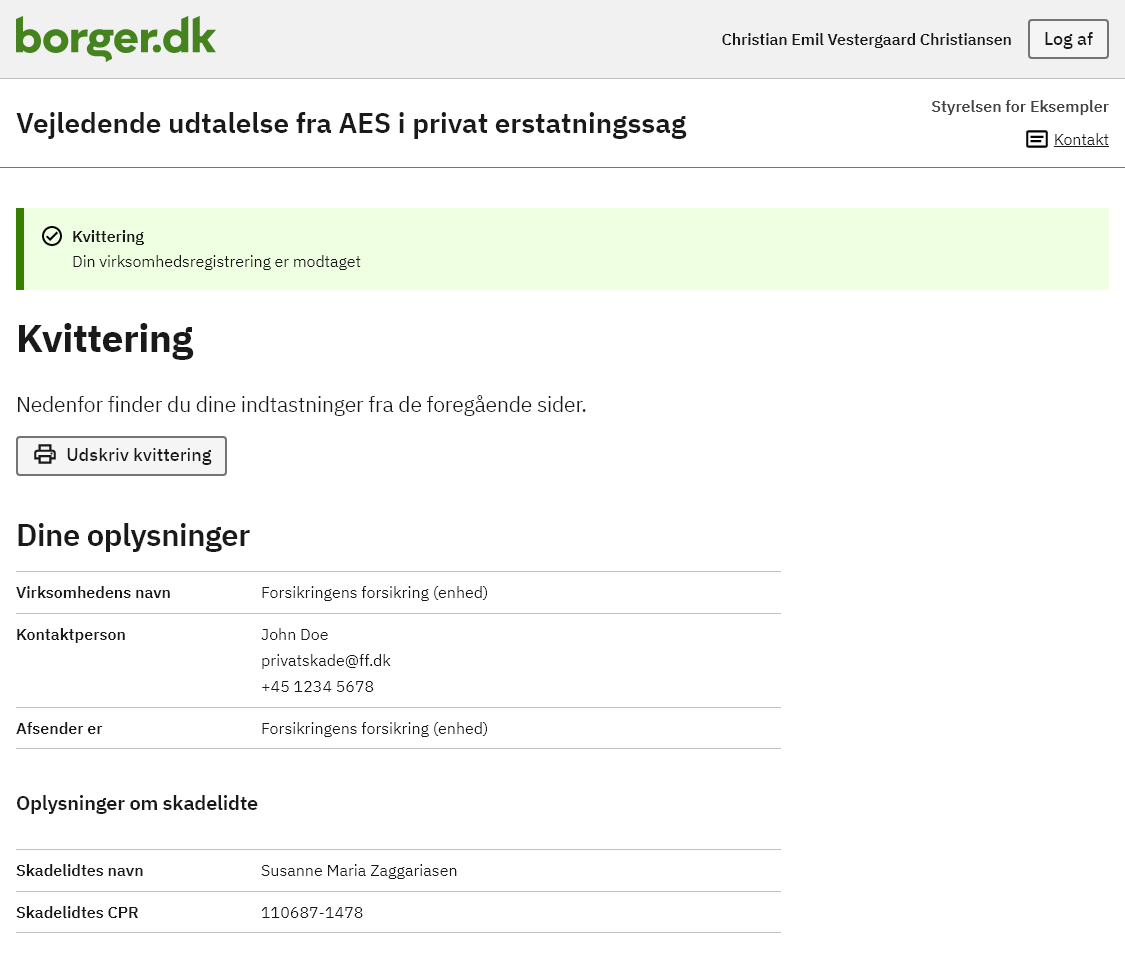 borger.dk
Christian Emil Vestergaard Christiansen
Log af
Vejledende udtalelse fra AES i privat erstatningssag
Styrelsen for Eksempler
Kontakt
Kvittering
Din virksomhedsregistrering er modtaget
Kvittering
Nedenfor finder du dine indtastninger fra de foregående sider.
Udskriv kvittering
Dine oplysninger
Virksomhedens navn Forsikringens forsikring (enhed)
Kontaktperson John Doe
privatskade@ff.dk
+45 1234 5678
Afsender er Forsikringens forsikring (enhed)
Oplysninger om skadelidte
Skadelidtes navn Susanne Maria Zaggariasen
Skadelidtes CPR 110687-1478